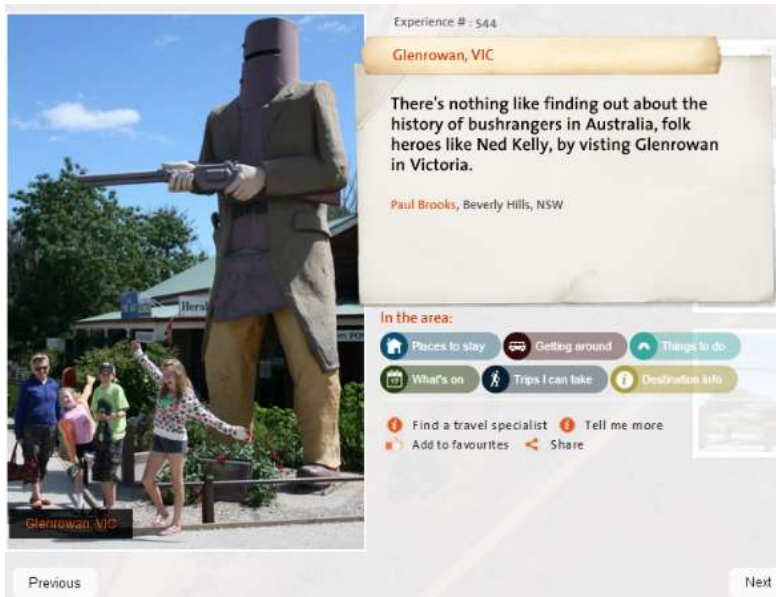 Experience # : 544
Glenrowan, VIC
There's nothing like finding out about the
history of bushrangers in Australia, folk
heroes like Ned Kelly, by visting Glenrowan
in Victoria.
Paul Brooks, Beverly Hills, NSW
Heral
In the area:
Places to stay
Getting around
Things to do
17
What's on
Trips I can take
Destination info
Find a travel specialist
Tell me more
Add to favourites
Share
Glenrowan, VIC
Previous
Next